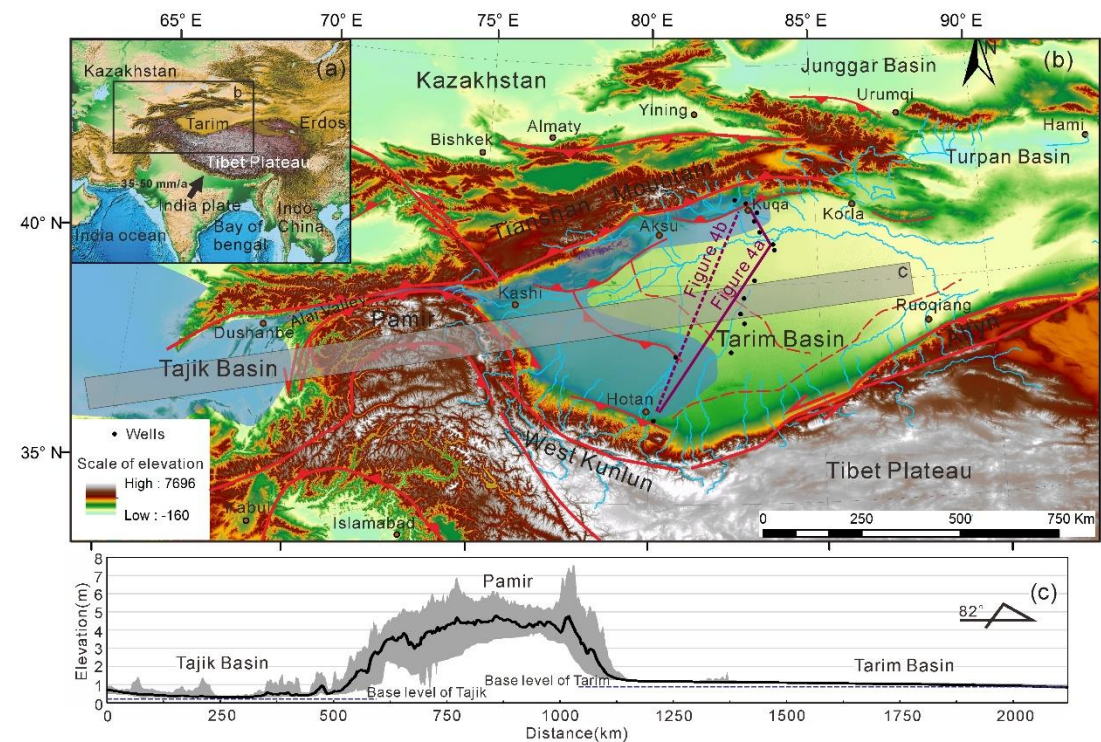 65° E 70° E 75° E 80° E 85° E 90° E
(a)
Kazakhstan
b
Tarim
Erdos
Tibet Plateau
35-50 mm/a
India plate
India ocean
Bay of
bengal
Indo-
China
N
(b)
Kazakhstan
Junggar Basin
Urumqi
Yining
Almaty
Bishkek
Hami
Turpan Basin
Tianshan Mountain
40° N
Kuqa
Aksu
Korla
Figure 4b
Figure 4a
c
Kashi
Ruoqiang
Alai valley
Dushanbe
Pamir
Tarim Basin
Altyn
Tajik Basin
Hotan
West Kunlun
35° N
Tibet Plateau
Wells
Scale of elevation
High : 7696
Low : -160
Kabul
Islamabad
0 250 500 750 Km
8
7
6
5
4
3
2
1
0
Elevation(m)
Pamir
(c)
82°
Tajik Basin
Tarim Basin
Base level of Tajik
Base level of Tarim
0 250 500 750 1000 1250 1500 1750 2000
Distance(km)